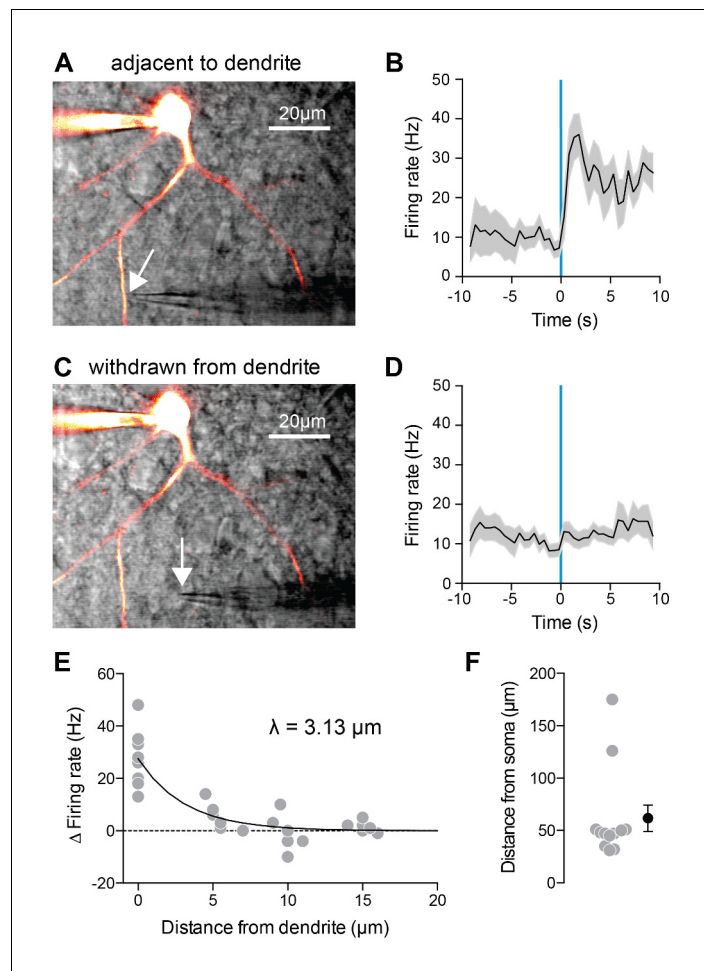 A adjacent to dendrite
20µm
B
Firing rate (Hz)
50
40
30
20
10
0
-10 -5 0 5 10
Time (s)
C withdrawn from dendrite
20µm
D
Firing rate (Hz)
50
40
30
20
10
0
-10 -5 0 5 10
Time (s)
E
Δ Firing rate (Hz)
60
40
20
0
-20
λ = 3.13 µm
0 5 10 15 20
Distance from dendrite (µm)
F
Distance from soma (µm)
200
150
100
50
0